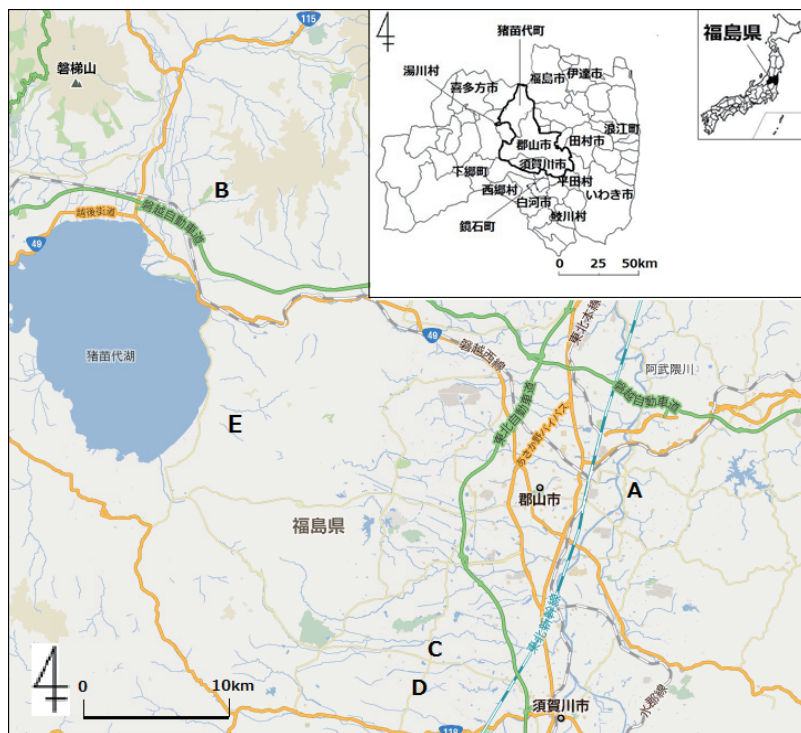 115
磐梯山
B
磐越自動車道
越後街道
49
猪苗代湖
E
49
磐越西線
東北自動車道
東北本線
阿武隈川
磐越自動車道
あさか野バイパス
郡山市
A
福島県
東北新幹線
C
D
水郡線
須賀川市
118
0
10km
猪苗代町
湯川村
喜多方市
福島市
伊達市
浪江町
郡山市
田村市
須賀川市
下郷町
平田村
西郷村
いわき市
白河市
鏡石町
鮫川村
0 25 50km
福島県